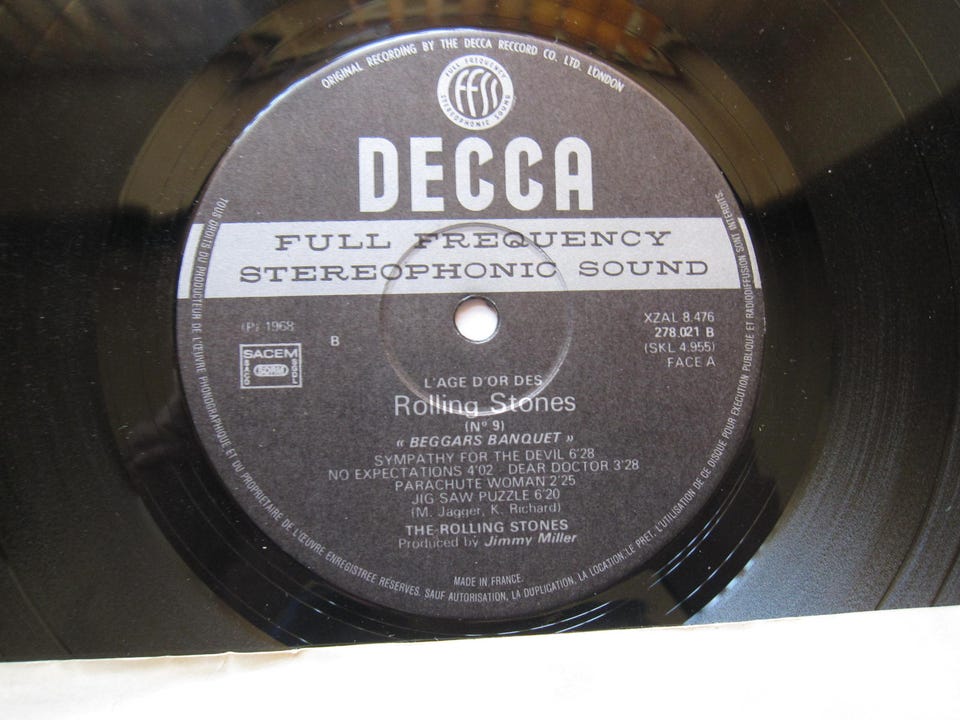 ORIGINAL RECORDING BY THE DECCA RECCORD CO. LTD. LONDON
FULL FREQUENCY
FFSS
STEREOPHONIC SOUND
DECCA
FULL FREQUENCY
STEREOPHONIC SOUND
(P) 1968
B
SACEM
SACD SDRM SGDL
XZAL 8.476
278.021 B
(SKL 4.955)
FACE A
L'AGE D'OR DES
Rolling Stones
(Nº 9)
« BEGGARS BANQUET »
SYMPATHY FOR THE DEVIL 6'28
NO EXPECTATIONS 4'02 - DEAR DOCTOR 3'28
PARACHUTE WOMAN 2'25
JIG SAW PUZZLE 6'20
(M. Jagger, K. Richard)
THE ROLLING STONES
Produced by Jimmy Miller
MADE IN FRANCE.
TOUS DROITS DU PRODUCTEUR DE L'ŒUVRE PHONOGRAPHIQUE ET DU PROPRIETAIRE DE L'ŒUVRE ENREGISTREE RESERVES. SAUF AUTORISATION, LA DUPLICATION, LA LOCATION, LE PRET, L'UTILISATION DE CE DISQUE POUR EXECUTION PUBLIQUE ET RADIODIFFUSION SONT INTERDITS.